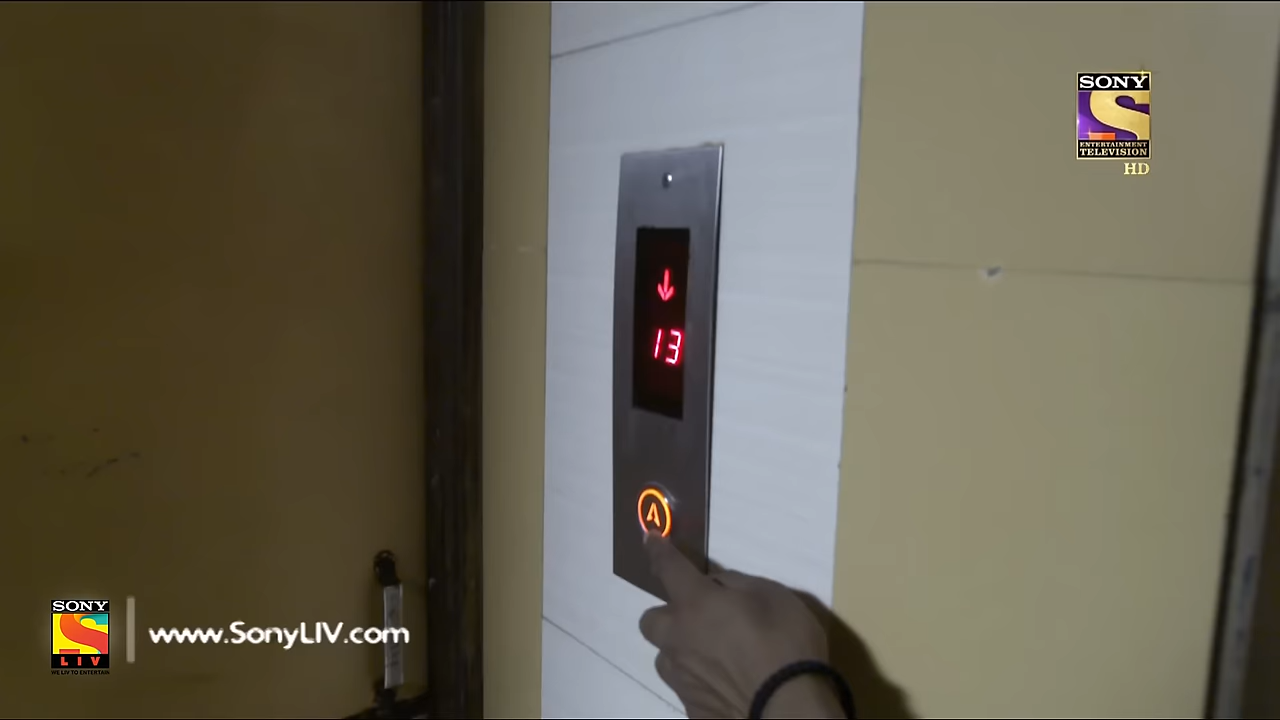 SONY
ENTERTAINMENT
TELEVISION
HD
↓
13
SONY
LIV
WE LIV TO ENTERTAIN
www.SonyLIV.com